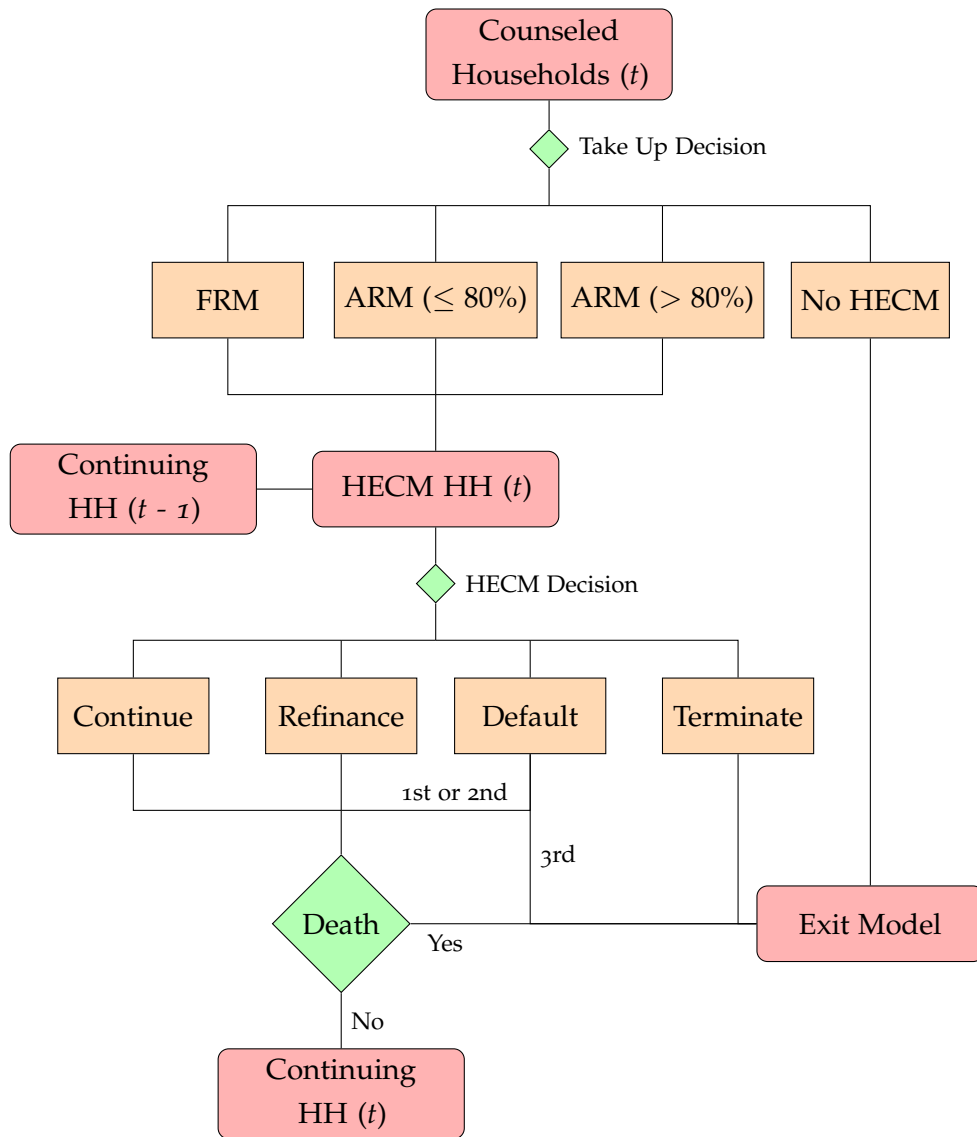 Counseled
Households (t)
Take Up Decision
FRM
ARM (≤ 80%)
ARM (> 80%)
No HECM
Continuing
HH (t - 1)
HECM HH (t)
HECM Decision
Continue
Refinance
Default
Terminate
1st or 2nd
3rd
Death
Yes
Exit Model
No
Continuing
HH (t)